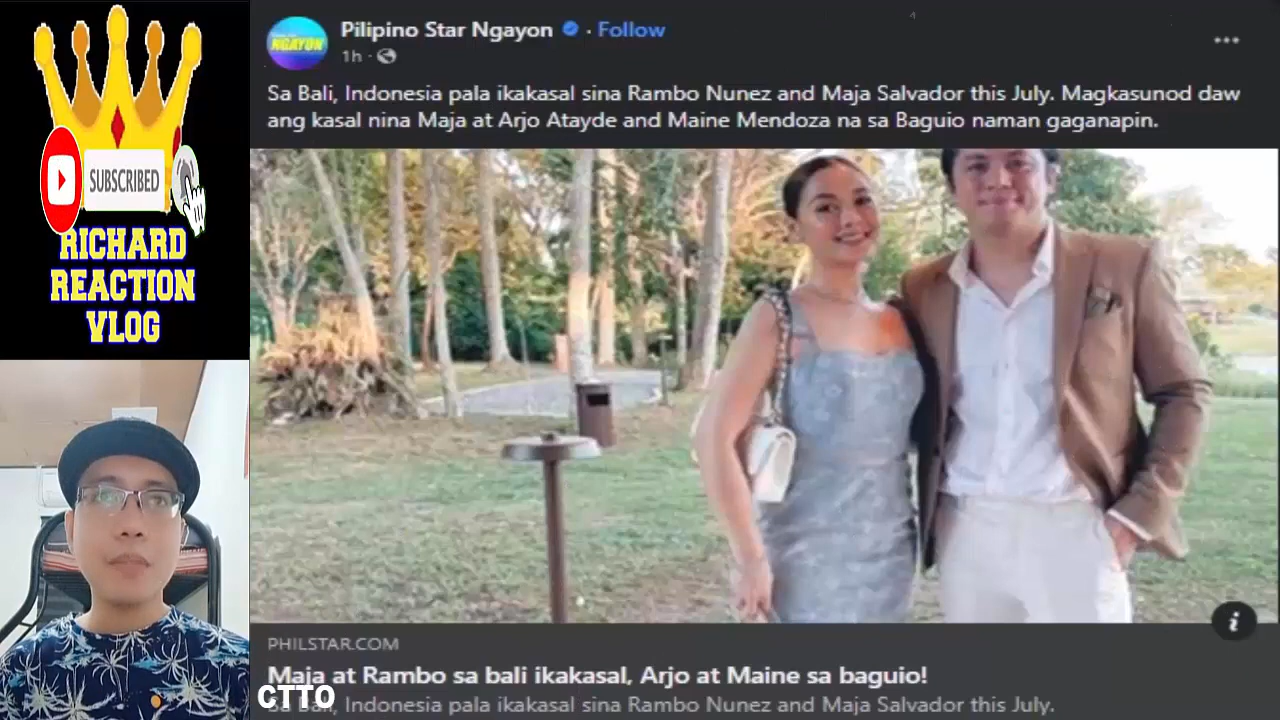 SUBSCRIBED
RICHARD
REACTION
VLOG
NGAYON
Pilipino Star Ngayon · Follow
1h ·
Sa Bali, Indonesia pala ikakasal sina Rambo Nunez and Maja Salvador this July. Magkasunod daw
ang kasal nina Maja at Arjo Atayde and Maine Mendoza na sa Baguio naman gaganapin.
PHILSTAR.COM
Maja at Rambo sa bali ikakasal, Arjo at Maine sa baguio!
CTTO
Sa Bali, Indonesia pala ikakasal sina Rambo Nunez and Maja Salvador this July.